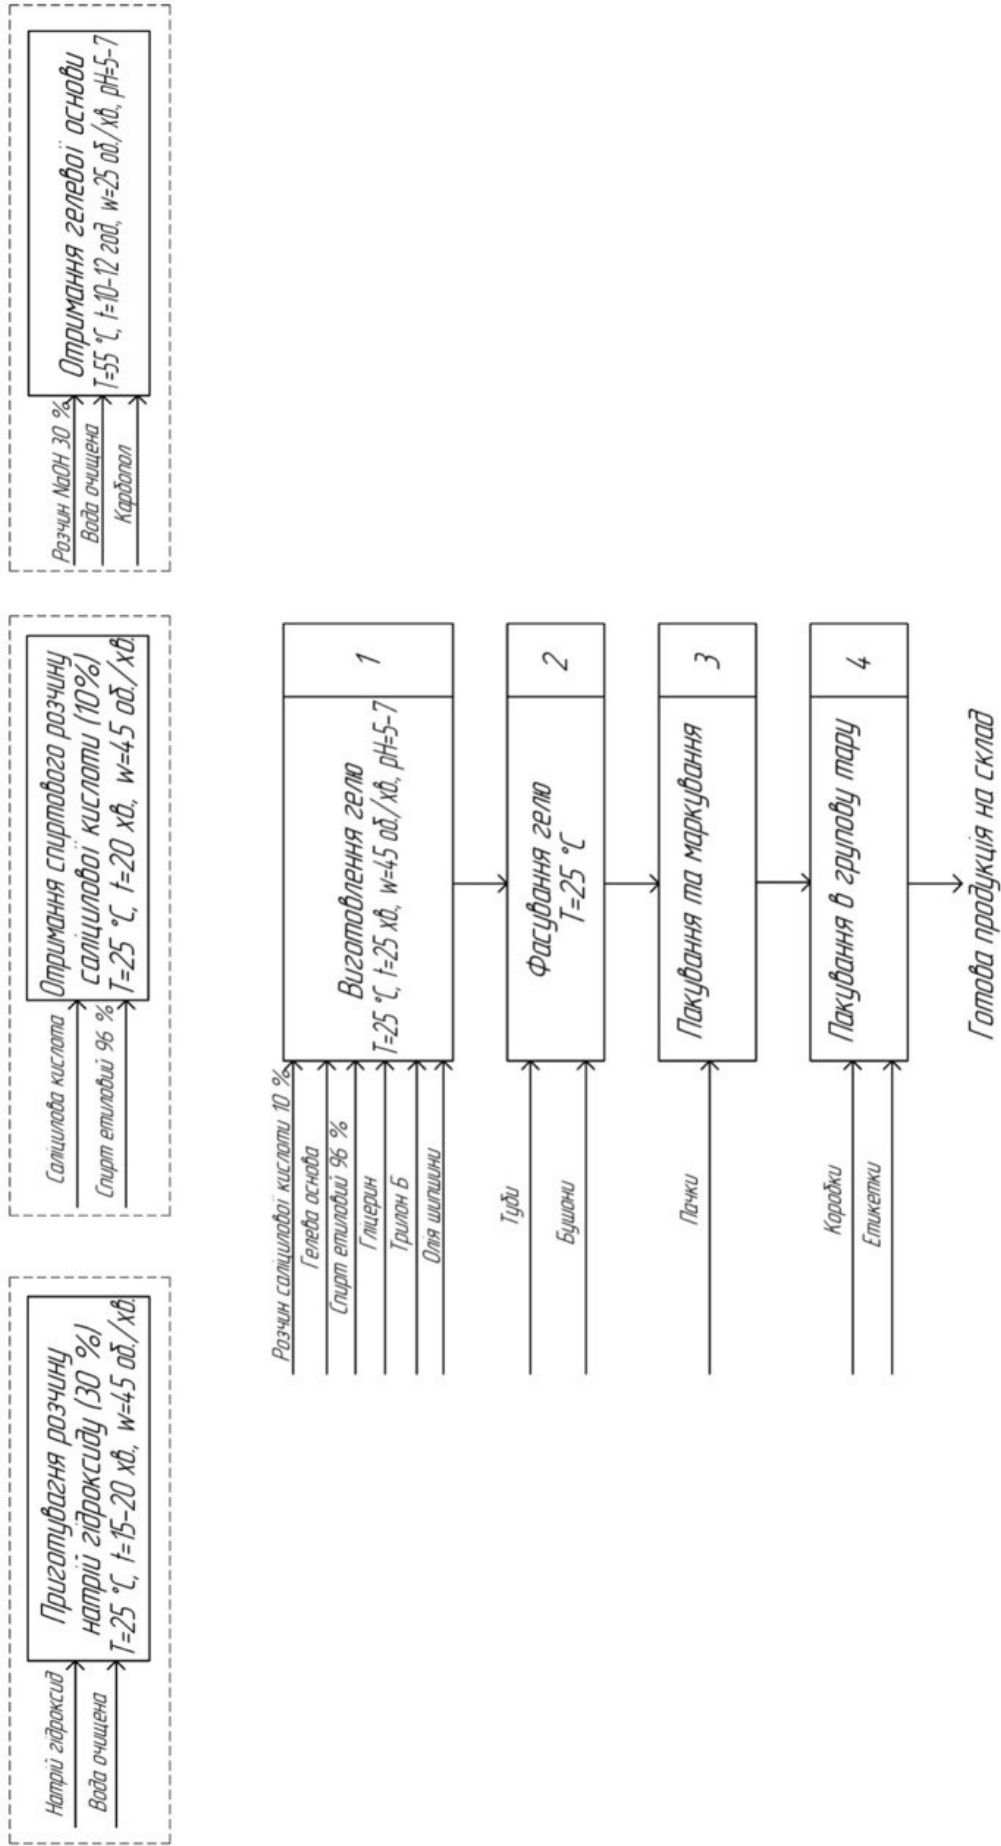 Натрій гідроксид
Вода очищена
Приготувагня розчину
натрій гідроксиду (30 %)
T=25 °C, t=15-20 хв., w=45 об./хв.
Саліцилова кислота
Спирт етиловий 96 %
Отримання спиртового розчину
саліцилової кислоти (10%)
T=25 °C, t=20 хв., w=45 об./хв.
Розчин NaOH 30 %
Вода очищена
Карбопол
Отримання гелевої основи
T=55 °C, t=10-12 год., w=25 об./хв., pH=5-7
Розчин саліцилової кислоти 10 %
Гелева основа
Спирт етиловий 96 %
Гліцерин
Трилон Б
Олія шипшини
Виготовлення гелю
T=25 °C, t=25 хв., w=45 об./хв., pH=5-7
1
Туби
Бушони
Фасування гелю
T=25 °C
2
Пачки
Пакування та маркування
3
Коробки
Етикетки
Пакування в групову тару
4
Готова продукція на склад